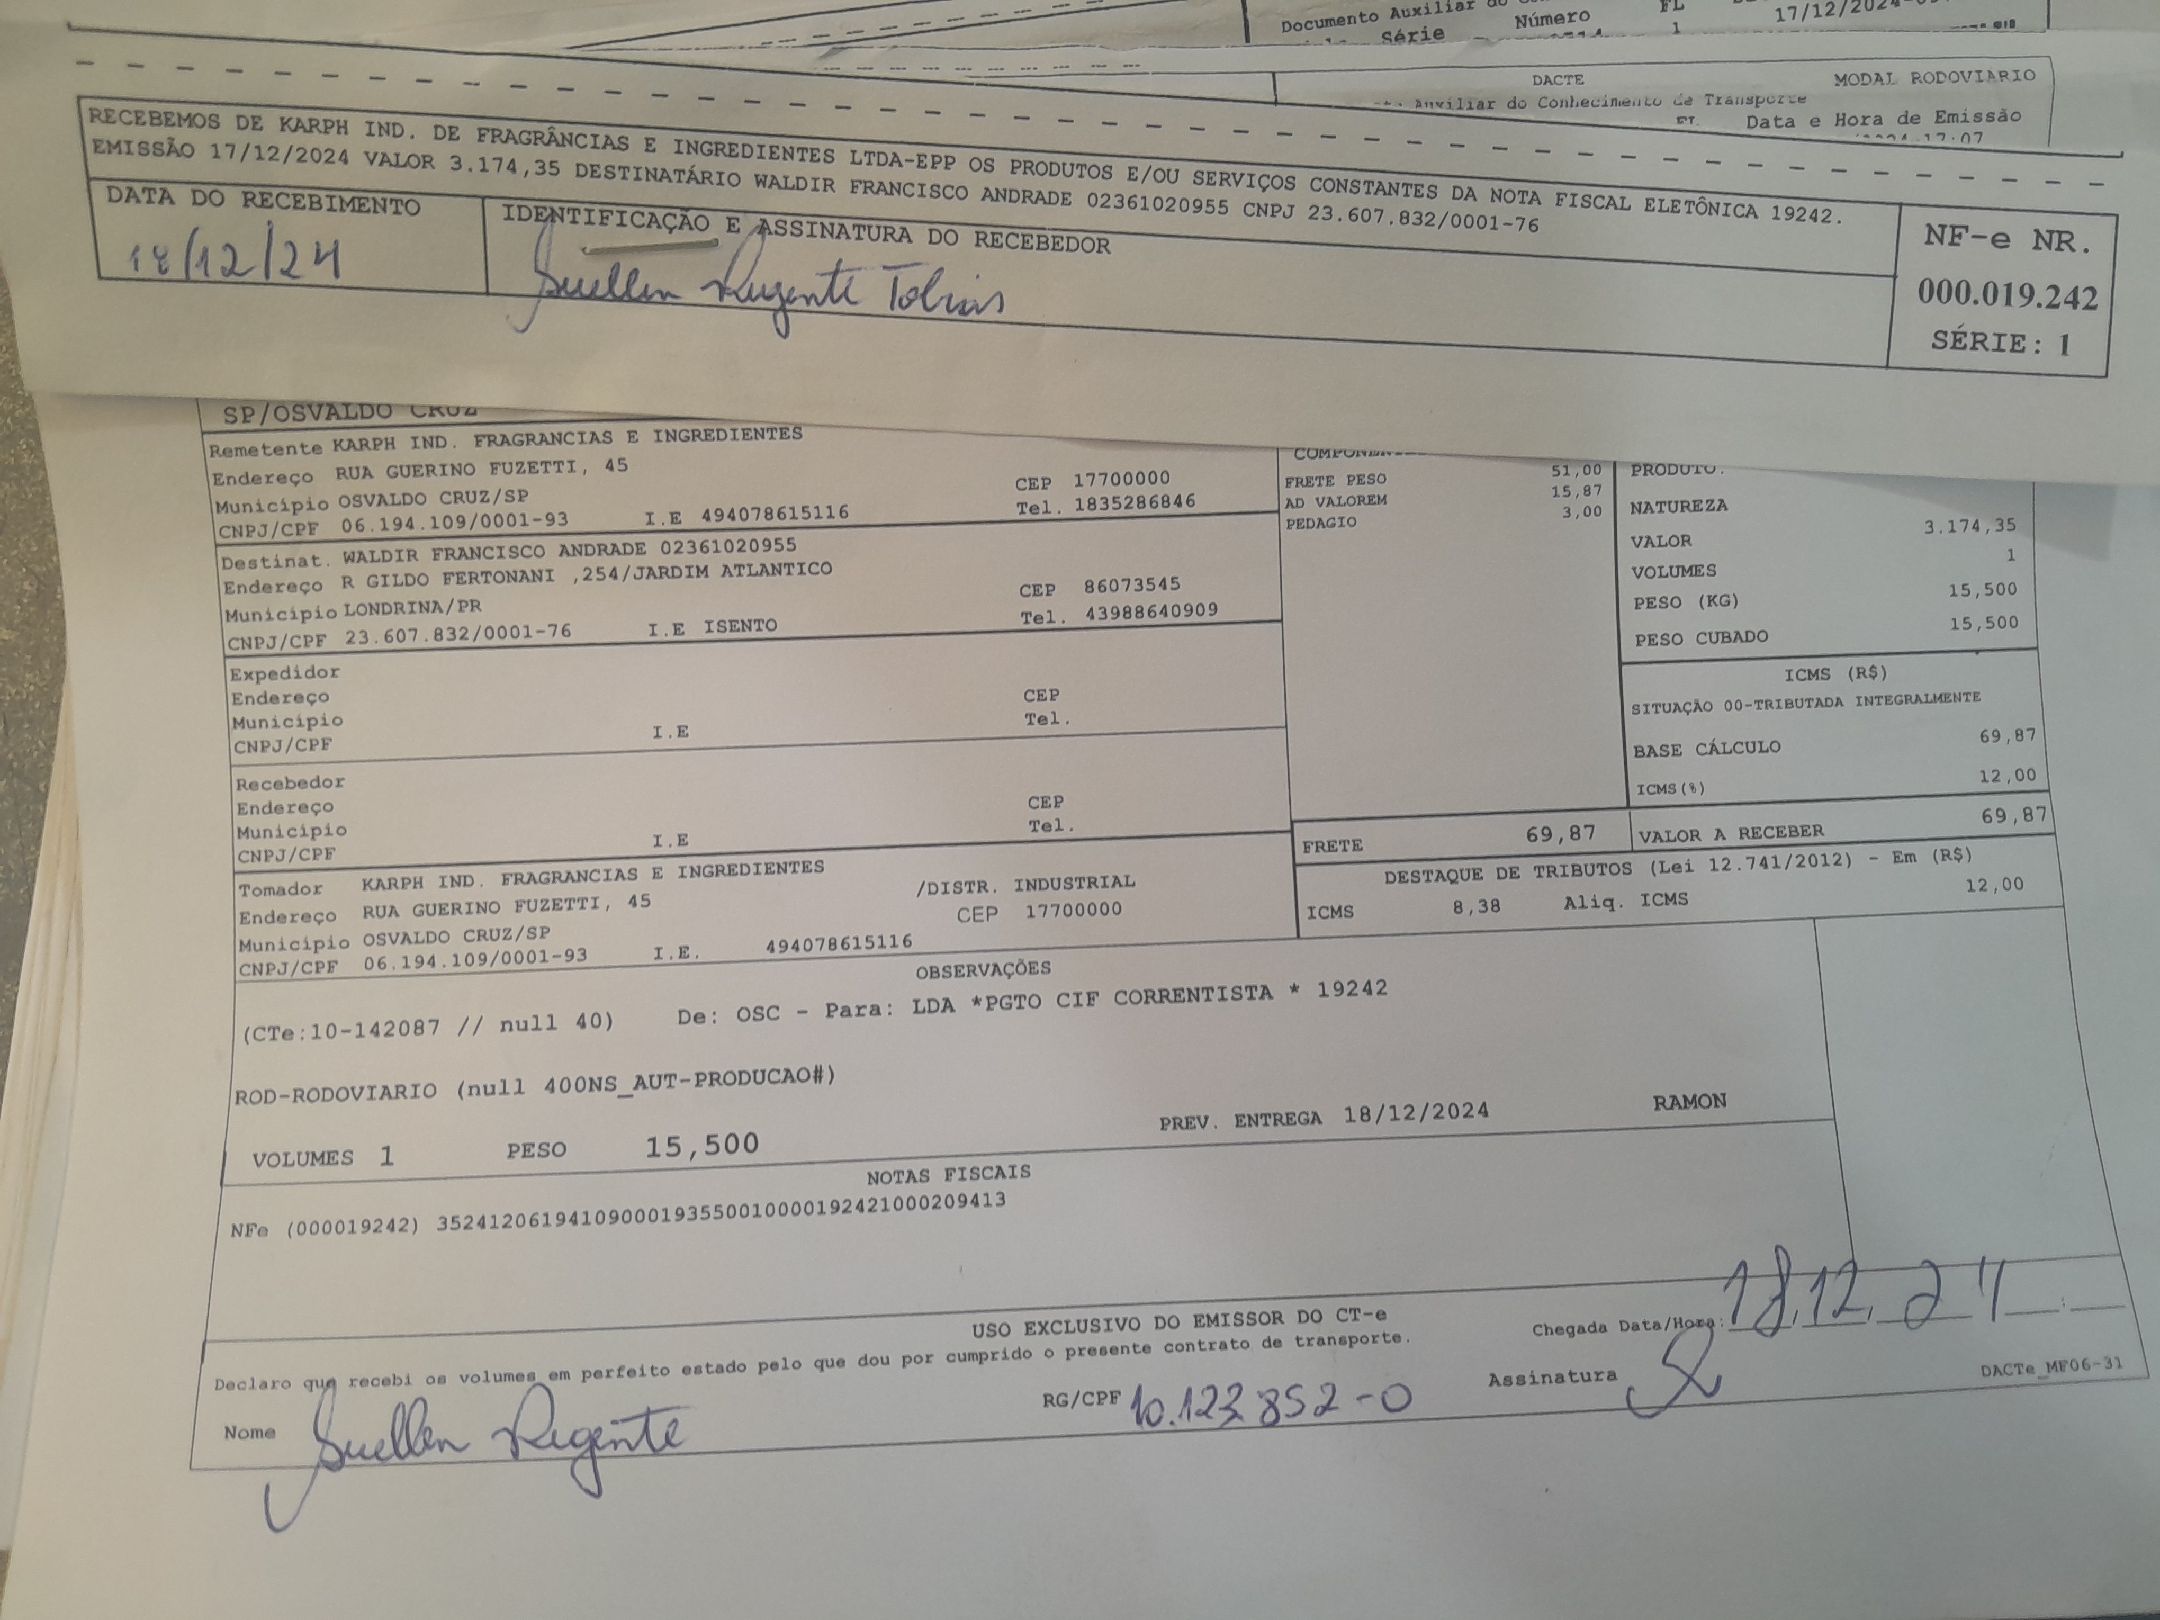 Documento Auxiliar do
Série
Número
FL
1
17/12/2024
DACTE
MODAL RODOVIARIO
Auxiliar do Conhecimento de Transporte
Data e Hora de Emissão
17:07
RECEBEMOS DE KARPH IND. DE FRAGRÂNCIAS E INGREDIENTES LTDA-EPP OS PRODUTOS E/OU SERVIÇOS CONSTANTES DA NOTA FISCAL ELETÔNICA 19242.
EMISSÃO 17/12/2024 VALOR 3.174,35 DESTINATÁRIO WALDIR FRANCISCO ANDRADE 02361020955 CNPJ 23.607.832/0001-76
DATA DO RECEBIMENTO
18/12/24
IDENTIFICAÇÃO E ASSINATURA DO RECEBEDOR
Suellen Regente Tobias
NF-e NR.
000.019.242
SÉRIE: 1
SP/OSVALDO CRUZ
Remetente KARPH IND. FRAGRANCIAS E INGREDIENTES
Endereço RUA GUERINO FUZETTI, 45
CEP 17700000
Município OSVALDO CRUZ/SP
Tel. 1835286846
CNPJ/CPF 06.194.109/0001-93 I.E 494078615116
Destinat. WALDIR FRANCISCO ANDRADE 02361020955
Endereço R GILDO FERTONANI ,254/JARDIM ATLANTICO
CEP 86073545
Município LONDRINA/PR
Tel. 43988640909
CNPJ/CPF 23.607.832/0001-76 I.E ISENTO
Expedidor
Endereço
CEP
Município
Tel.
CNPJ/CPF I.E
Recebedor
Endereço
CEP
Município
Tel.
CNPJ/CPF I.E
Tomador KARPH IND. FRAGRANCIAS E INGREDIENTES
Endereço RUA GUERINO FUZETTI, 45 /DISTR. INDUSTRIAL
CEP 17700000
Município OSVALDO CRUZ/SP
CNPJ/CPF 06.194.109/0001-93 I.E. 494078615116
FRETE PESO 51,00
AD VALOREM 15,87
PEDAGIO 3,00
PRODUTO.
NATUREZA
VALOR 3.174,35
VOLUMES 1
PESO (KG) 15,500
PESO CUBADO 15,500
ICMS (R$)
SITUAÇÃO 00-TRIBUTADA INTEGRALMENTE
BASE CÁLCULO 69,87
ICMS(%) 12,00
FRETE 69,87 VALOR A RECEBER 69,87
DESTAQUE DE TRIBUTOS (Lei 12.741/2012) - Em (R$)
ICMS 8,38 Aliq. ICMS 12,00
OBSERVAÇÕES
(CTe:10-142087 // null 40) De: OSC - Para: LDA *PGTO CIF CORRENTISTA * 19242
ROD-RODOVIARIO (null 400NS_AUT-PRODUCAO#)
VOLUMES 1 PESO 15,500 PREV. ENTREGA 18/12/2024 RAMON
NOTAS FISCAIS
NFe (000019242) 35241206194109000193550010000192421000209413
USO EXCLUSIVO DO EMISSOR DO CT-e
Declaro que recebi os volumes em perfeito estado pelo que dou por cumprido o presente contrato de transporte.
Chegada Data/Hora: 18.12.24
Nome Suellen Regente
RG/CPF 10.123.852-0
Assinatura
DACTe_MF06-31